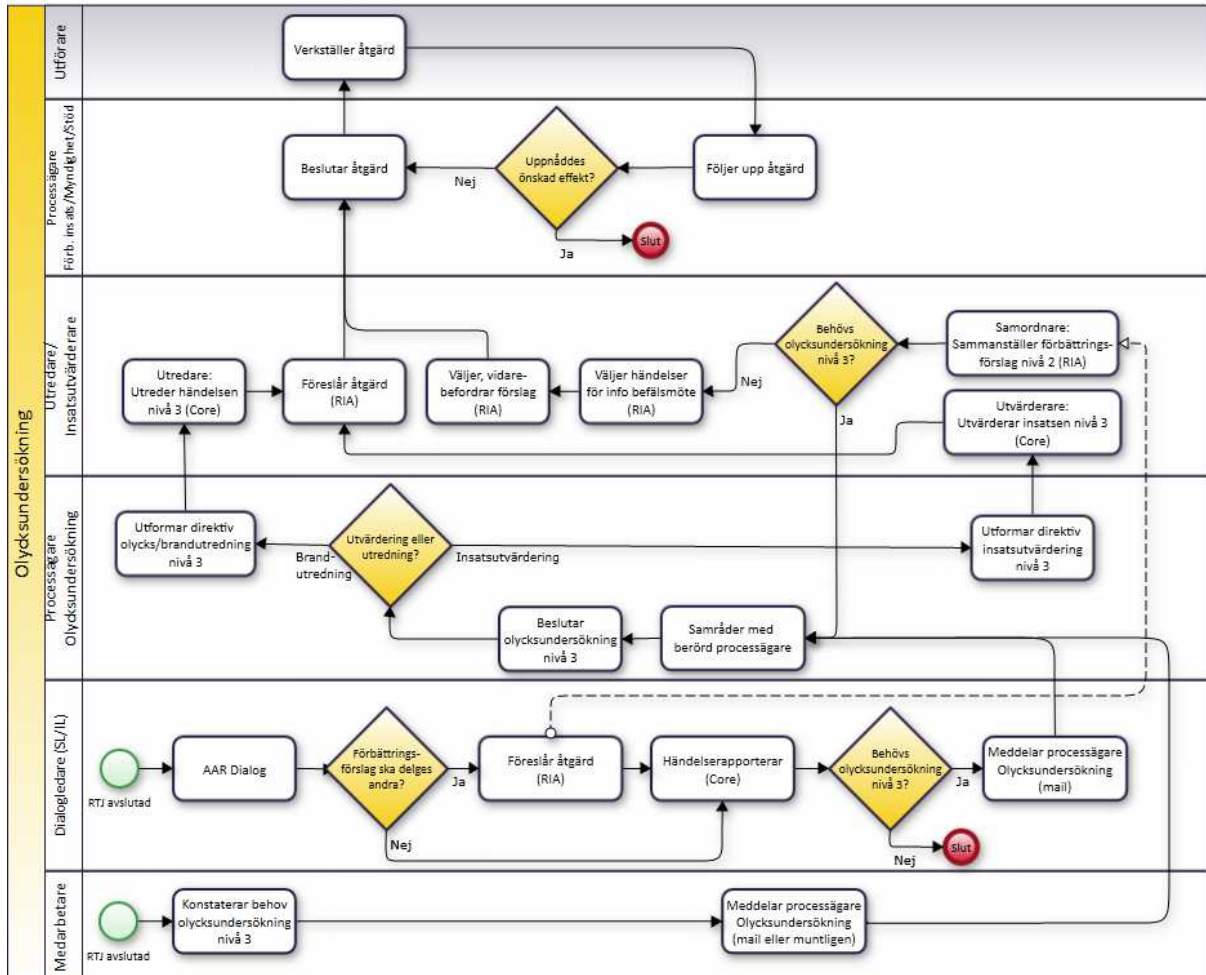 Olycksundersökning
Utförare
Verkställer åtgärd
Processägare
Förb. insats/Myndighet/Stöd
Beslutar åtgärd
Nej
Uppnåddes
önskad effekt?
Följer upp åtgärd
Ja
Slut
Utredare/
Insatsutvärderare
Utredare:
Utreder händelsen
nivå 3 (Core)
Föreslår åtgärd
(RIA)
Väljer, vidare-
befordrar förslag
(RIA)
Väljer händelser
för info befälsmöte
(RIA)
Nej
Behövs
olycksundersökning
nivå 3?
Ja
Samordnare:
Sammanställer förbättrings-
förslag nivå 2 (RIA)
Utvärderare:
Utvärderar insatsen nivå 3
(Core)
Processägare
Olycksundersökning
Utformar direktiv
olycks/brandutredning
nivå 3
Brand-
utredning
Utvärdering eller
utredning?
Insatsutvärdering
Utformar direktiv
insatsutvärdering
nivå 3
Beslutar
olycksundersökning
nivå 3
Samråder med
berörd processägare
Dialogledare (SL/IL)
RTJ avslutad
AAR Dialog
Förbättrings-
förslag ska delges
andra?
Ja
Nej
Föreslår åtgärd
(RIA)
Händelserapporterar
(Core)
Behövs
olycksundersökning
nivå 3?
Ja
Nej
Slut
Meddelar processägare
Olycksundersökning
(mail)
Medarbetare
RTJ avslutad
Konstaterar behov
olycksundersökning
nivå 3
Meddelar processägare
Olycksundersökning
(mail eller muntligen)